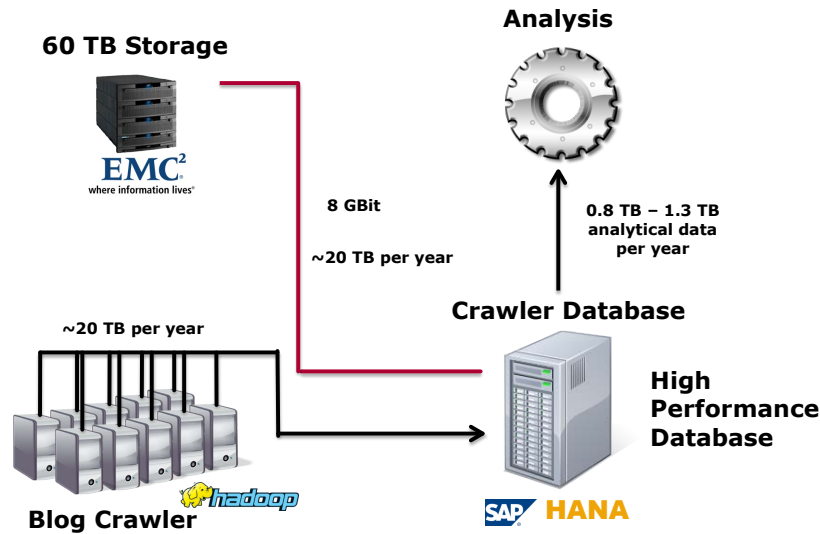 Analysis
60 TB Storage
EMC²
where information lives®
8 GBit
~20 TB per year
0.8 TB – 1.3 TB
analytical data
per year
Crawler Database
~20 TB per year
High
Performance
Database
hadoop
Blog Crawler
SAP HANA